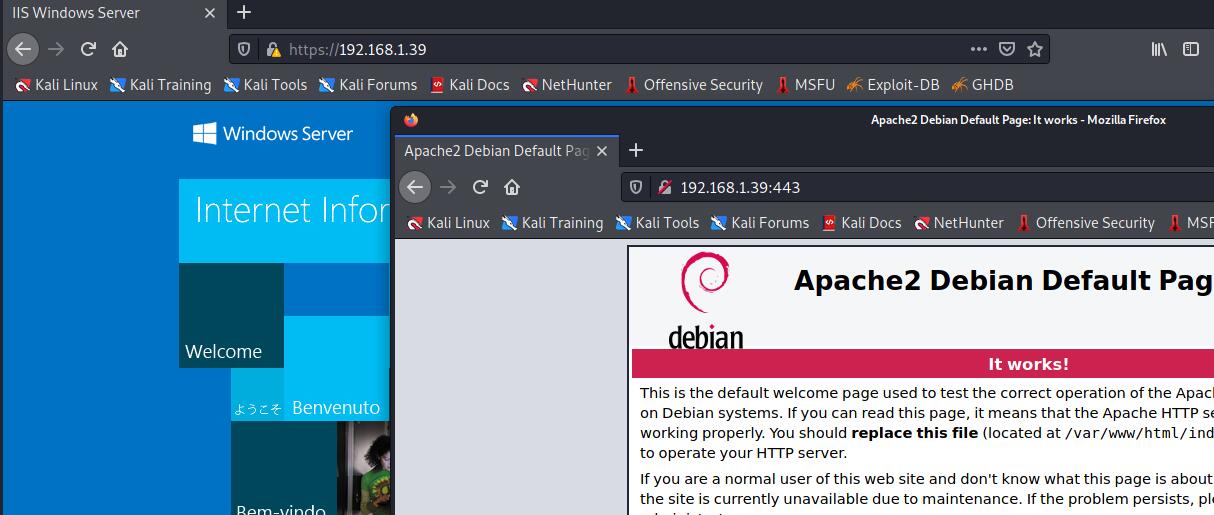 IIS Windows Server
https://192.168.1.39
Kali Linux Kali Training Kali Tools Kali Forums Kali Docs NetHunter Offensive Security MSFU Exploit-DB GHDB
Windows Server
Internet Infor
Welcome
ようこそ Benvenuto
Bem-vindo
Apache2 Debian Default Page: It works - Mozilla Firefox
Apache2 Debian Default Pag
192.168.1.39:443
Kali Linux Kali Training Kali Tools Kali Forums Kali Docs NetHunter Offensive Security MSF
debian
Apache2 Debian Default Pag
It works!
This is the default welcome page used to test the correct operation of the Apac
on Debian systems. If you can read this page, it means that the Apache HTTP se
working properly. You should replace this file (located at /var/www/html/ind
to operate your HTTP server.
If you are a normal user of this web site and don't know what this page is about
the site is currently unavailable due to maintenance. If the problem persists, ple